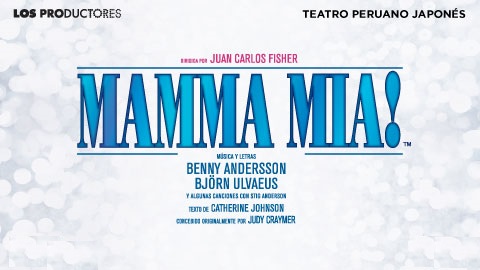 LOS PRODUCTORES
TEATRO PERUANO JAPONÉS
DIRIGIDA POR JUAN CARLOS FISHER
MAMMA MIA!™
MÚSICA Y LETRAS
BENNY ANDERSSON
BJÖRN ULVAEUS
Y ALGUNAS CANCIONES CON STIG ANDERSON
TEXTO DE CATHERINE JOHNSON
CONCEBIDO ORIGINALMENTE POR JUDY CRAYMER